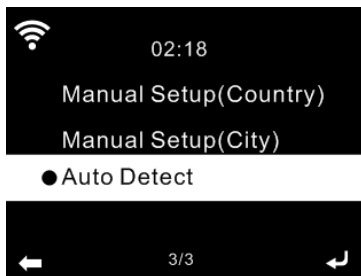 02:18
Manual Setup(Country)
Manual Setup(City)
Auto Detect
3/3